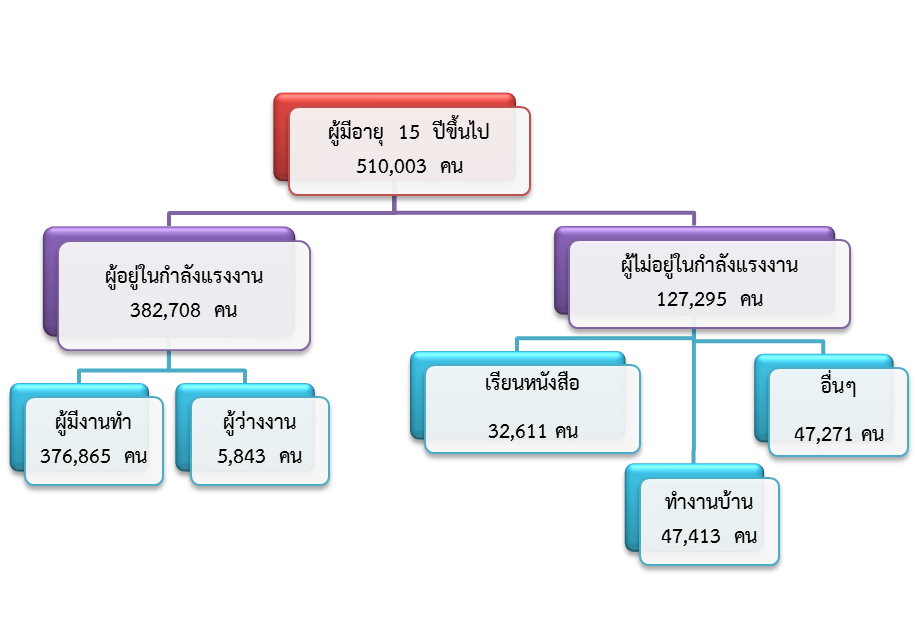 ผู้มีอายุ 15 ปีขึ้นไป
510,003 คน
ผู้อยู่ในกำลังแรงงาน
382,708 คน
ผู้ไม่อยู่ในกำลังแรงงาน
127,295 คน
ผู้มีงานทำ
376,865 คน
ผู้ว่างงาน
5,843 คน
เรียนหนังสือ
32,611 คน
อื่นๆ
47,271 คน
ทำงานบ้าน
47,413 คน